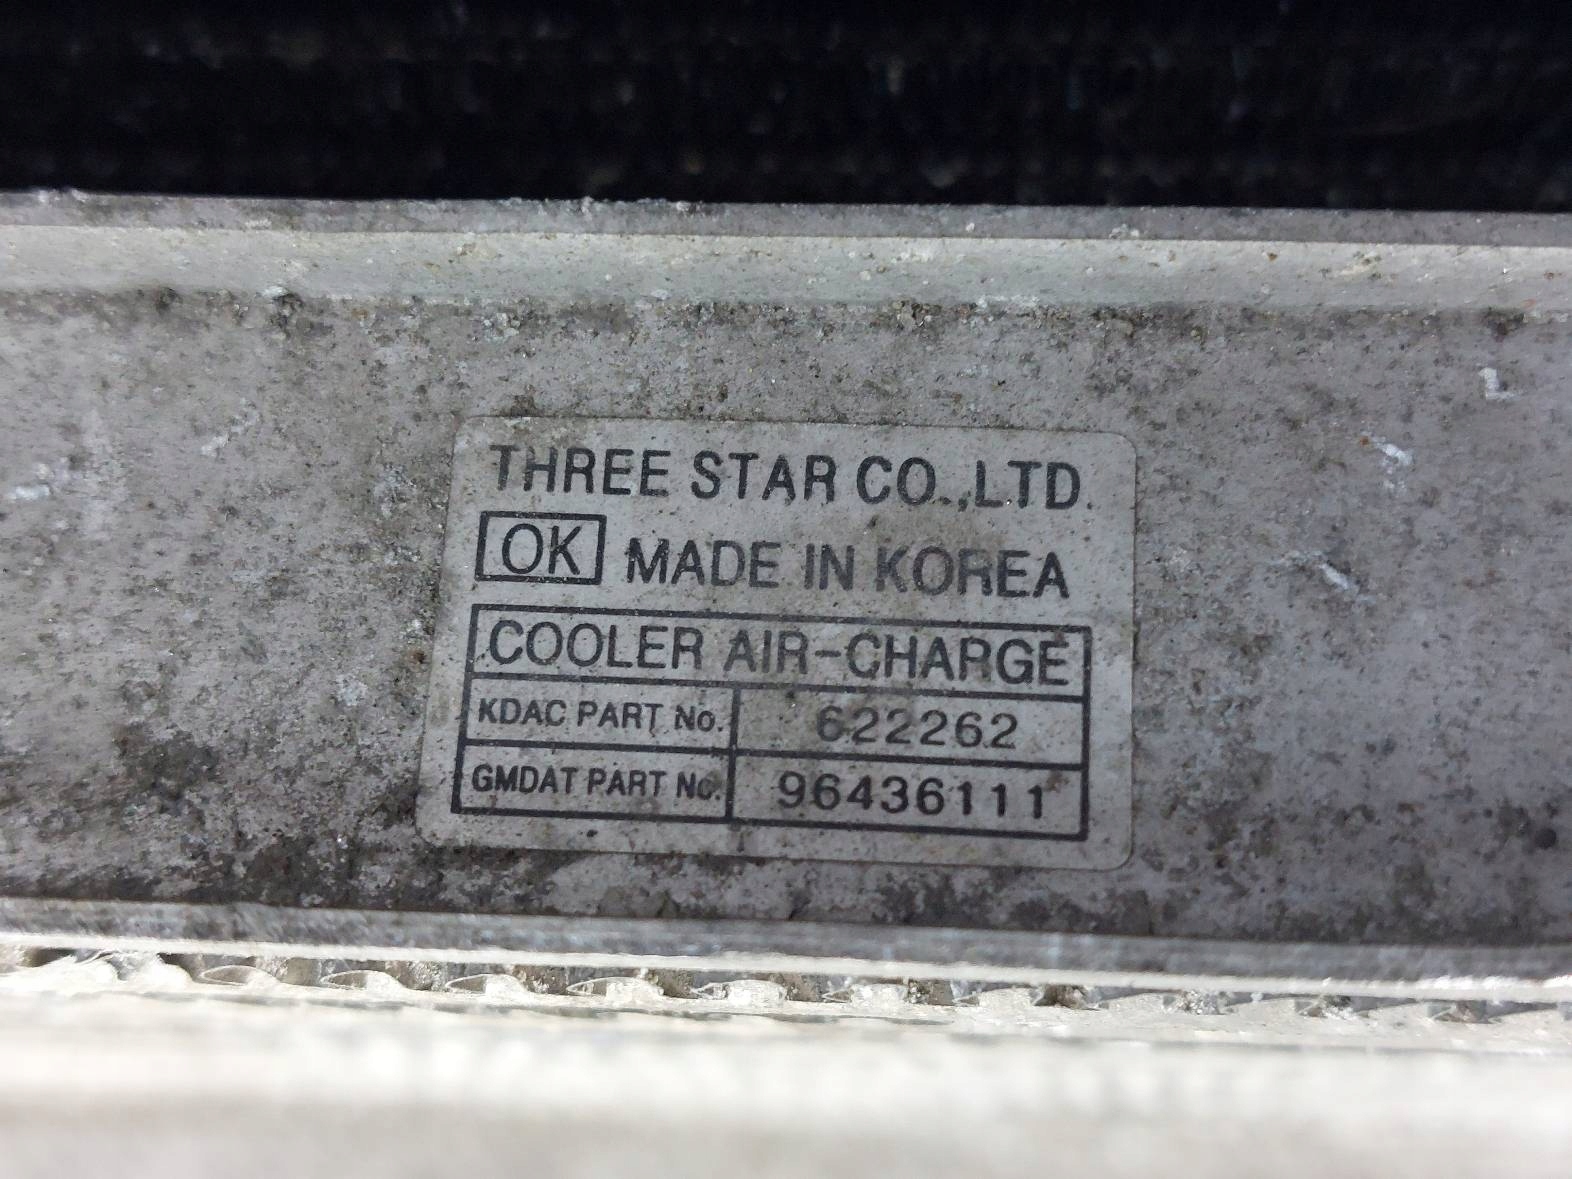 THREE STAR CO.,LTD.
OK MADE IN KOREA
COOLER AIR-CHARGE
KDAC PART No. 622262
GMDAT PART No. 96436111